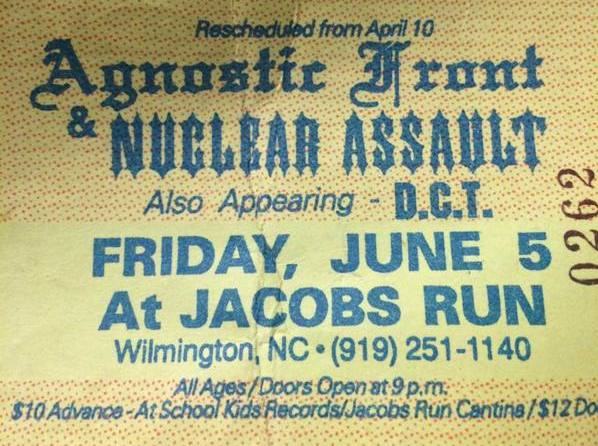 Rescheduled from April 10
Agnostic Front
& NUCLEAR ASSAULT
Also Appearing - D.C.T.
FRIDAY, JUNE 5
At JACOBS RUN
Wilmington, NC • (919) 251-1140
All Ages/Doors Open at 9 p.m.
$10 Advance - At School Kids Records/Jacobs Run Cantina/$12 Do
0262